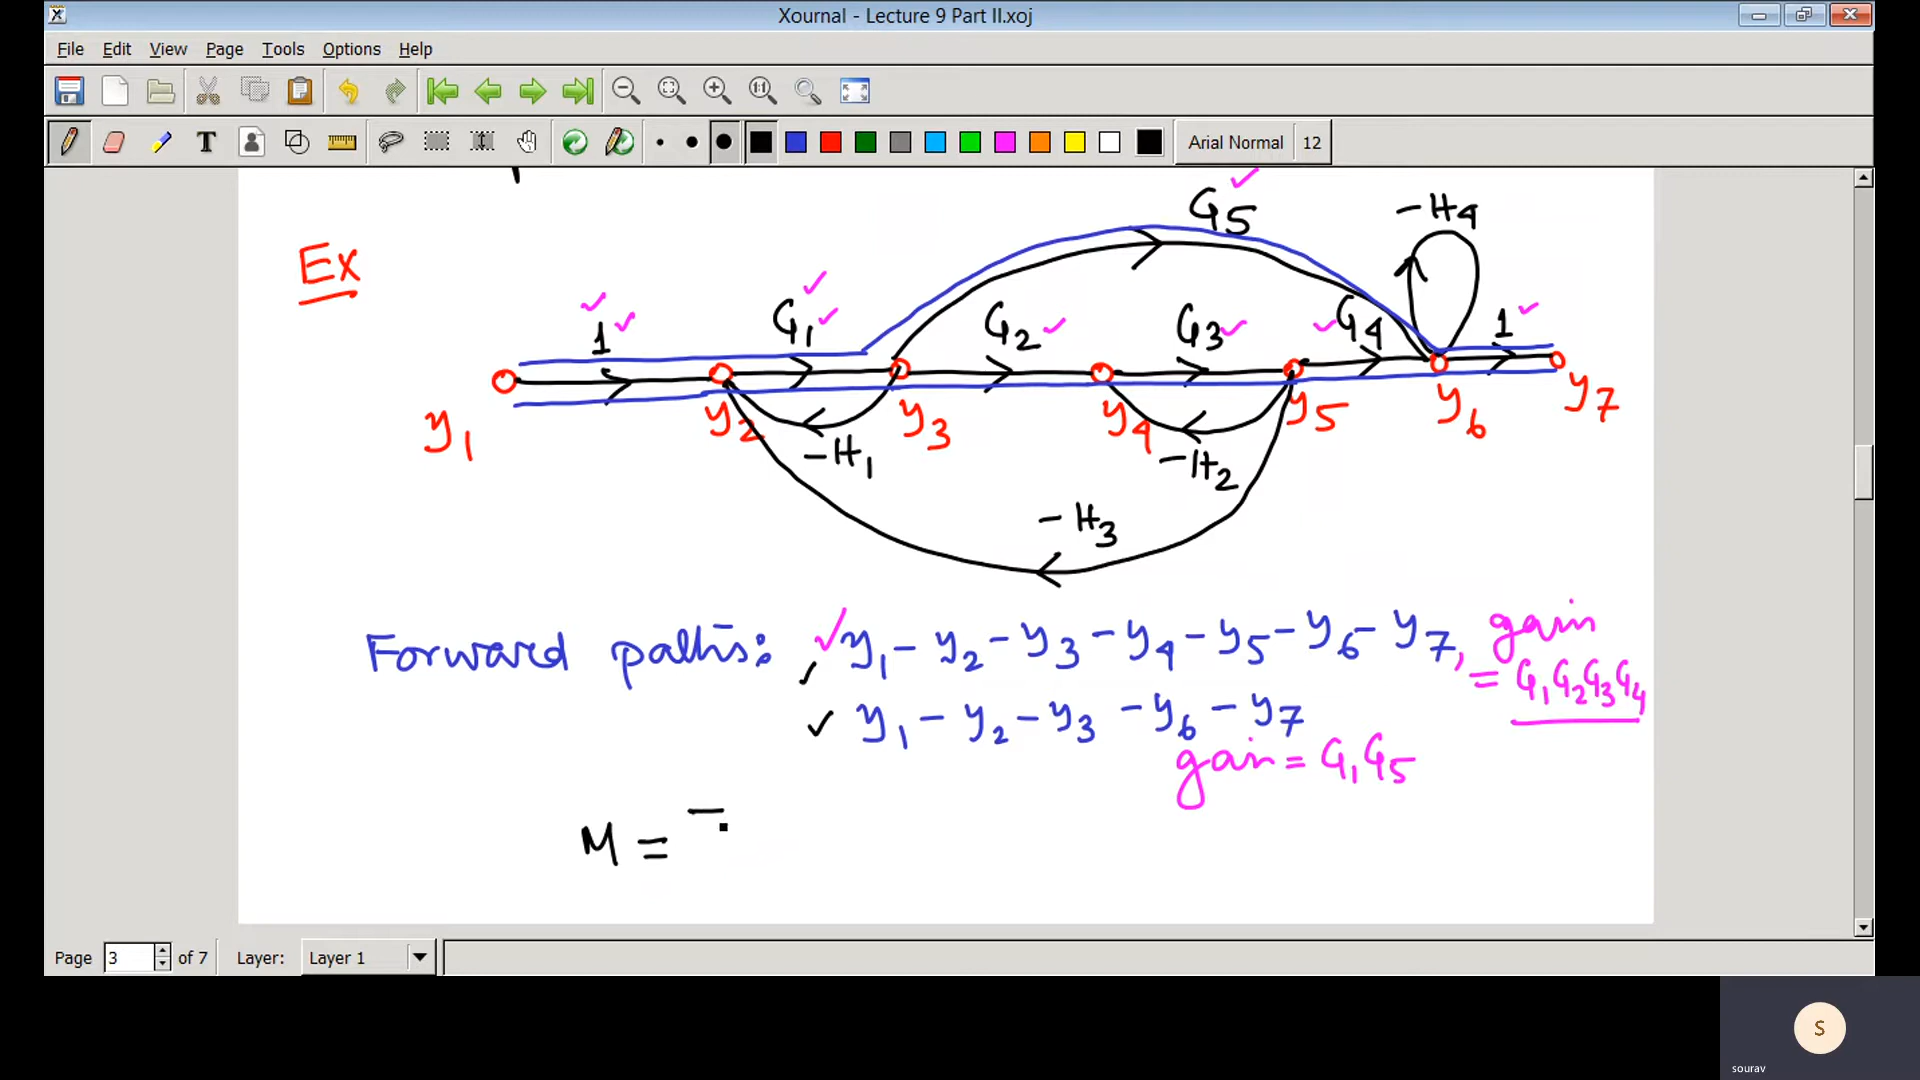 Xournal - Lecture 9 Part II.xoj
File Edit View Page Tools Options Help
Arial Normal 12
Ex
G5
-H4
1 G1 G2 G3 G4 1
y1 y2 y3 y4 y5 y6 y7
-H1 -H2
-H3
Forward paths: y1 - y2 - y3 - y4 - y5 - y6 - y7, gain
= G1G2G3G4
y1 - y2 - y3 - y6 - y7
gain = G1G5
M =
Page 3 of 7 Layer: Layer 1
S
sourav